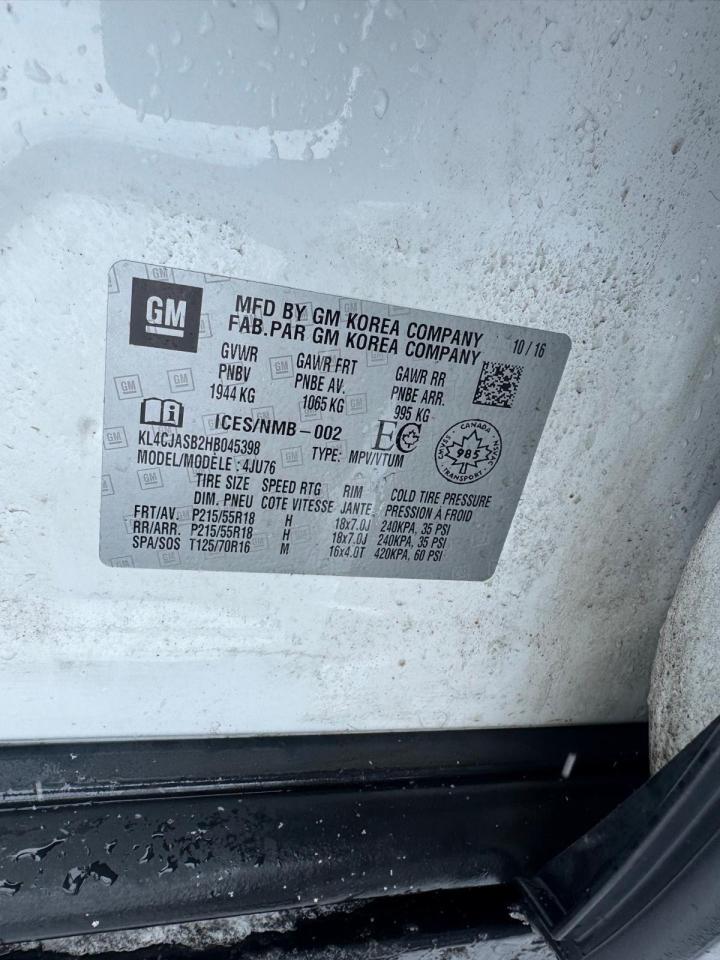 GM
MFD BY GM KOREA COMPANY
FAB.PAR GM KOREA COMPANY
10 / 16
GVWR GAWR FRT GAWR RR
PNBV PNBE AV. PNBE ARR.
1944 KG 1065 KG 995 KG
ICES/NMB-002 EC
KL4CJASB2HB045398 TYPE: MPV/VTUM
MODEL/MODÈLE : 4JU76
CANADA
985
TRANSPORT
TIRE SIZE SPEED RTG RIM COLD TIRE PRESSURE
DIM. PNEU COTE VITESSE JANTE PRESSION À FROID
FRT/AV. P215/55R18 H 18x7.0J 240KPA, 35 PSI
RR/ARR. P215/55R18 H 18x7.0J 240KPA, 35 PSI
SPA/SOS T125/70R16 M 16x4.0T 420KPA, 60 PSI